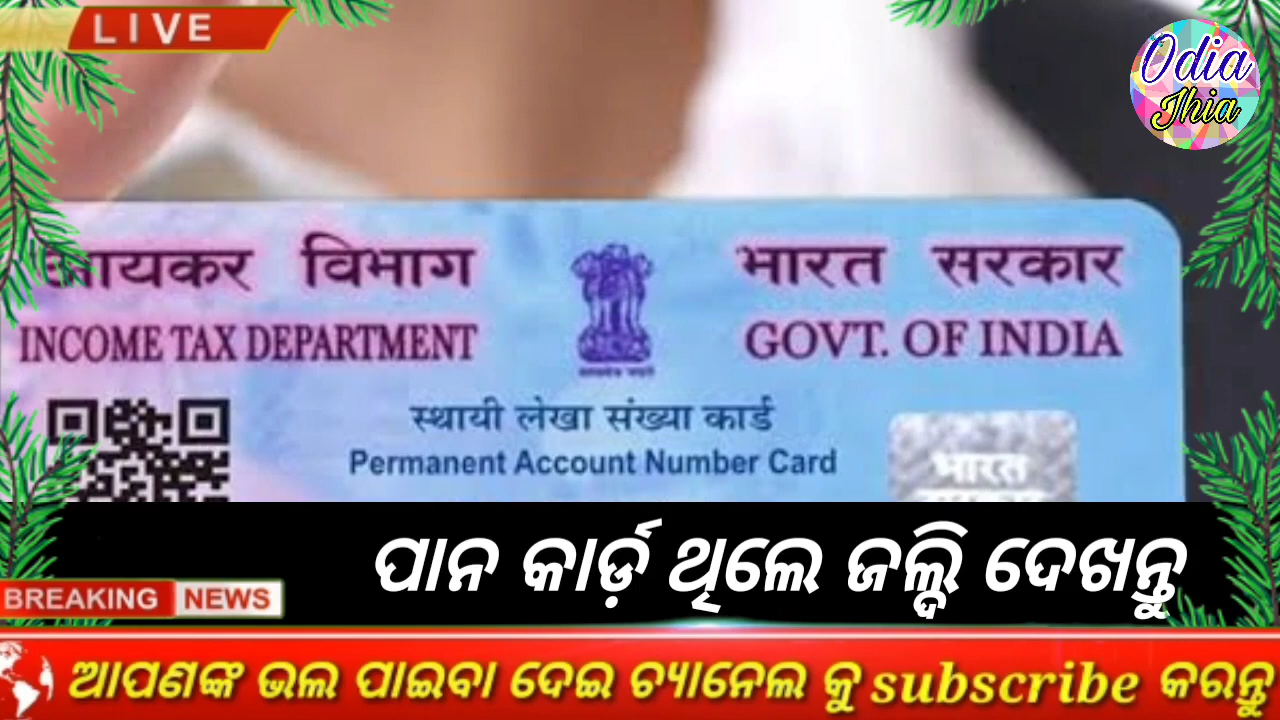 LIVE
Odia
Jhia
आयकर विभाग
भारत सरकार
INCOME TAX DEPARTMENT
GOVT. OF INDIA
स्थायी लेखा संख्या कार्ड
Permanent Account Number Card
भारत
ପାନ କାର୍ଡ଼ ଥିଲେ ଜଲ୍ଦି ଦେଖନ୍ତୁ
BREAKING NEWS
ଆପଣଙ୍କ ଭଲ ପାଇବା ଦେଇ ଚ୍ୟାନେଲ କୁ subscribe କରନ୍ତୁ